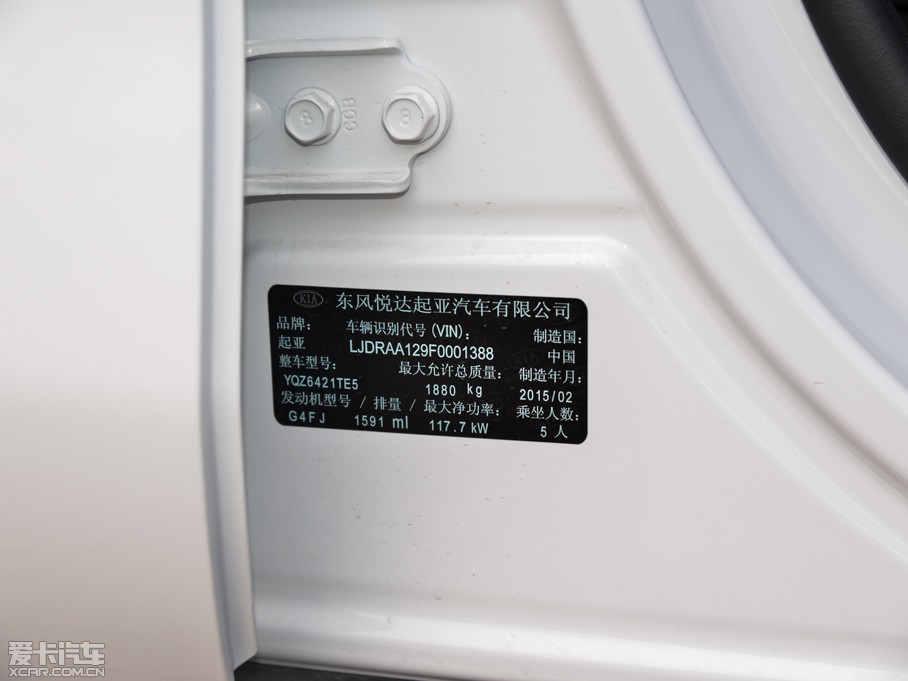 8
CCB
8
KIA 东风悦达起亚汽车有限公司
品牌： 车辆识别代号(VIN)： 制造国：
起亚 LJDRAA129F0001388 中国
整车型号： 最大允许总质量： 制造年月：
YQZ6421TE5 1880 kg 2015/02
发动机型号 / 排量 / 最大净功率： 乘坐人数：
G4FJ 1591 ml 117.7 kW 5 人
爱卡汽车
XCAR.COM.CN